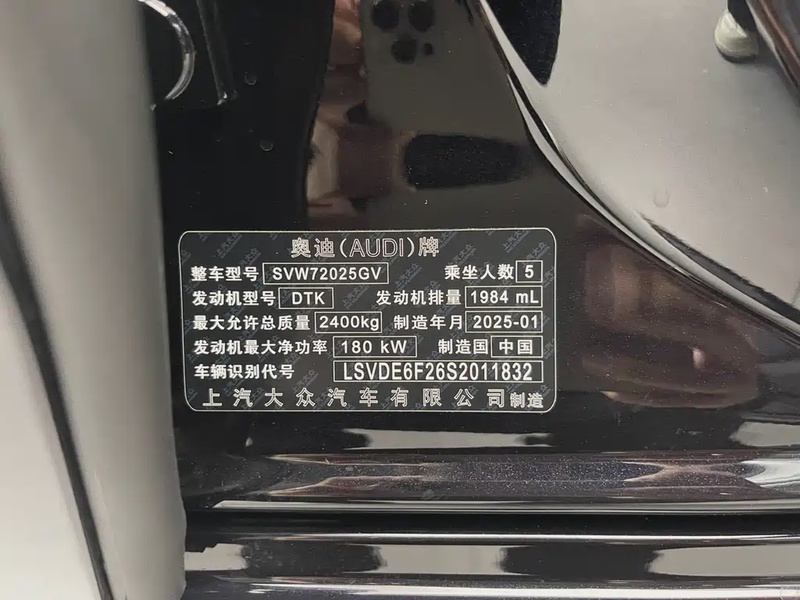 奥迪(AUDI)牌
整车型号 SVW72025GV 乘坐人数 5
发动机型号 DTK 发动机排量 1984 mL
最大允许总质量 2400kg 制造年月 2025-01
发动机最大净功率 180 kW 制造国 中国
车辆识别代号 LSVDE6F26S2011832
上汽大众汽车有限公司制造